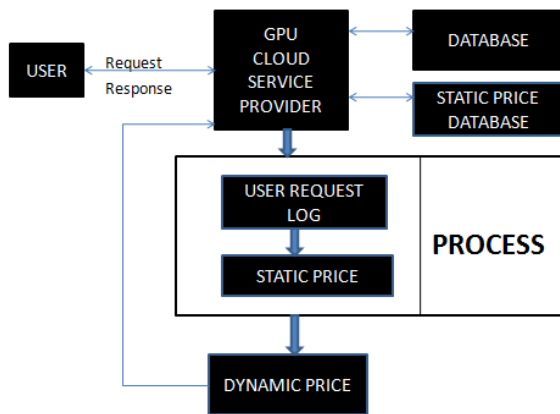 USER
Request
Response
GPU
CLOUD
SERVICE
PROVIDER
DATABASE
STATIC PRICE
DATABASE
USER REQUEST
LOG
STATIC PRICE
PROCESS
DYNAMIC PRICE